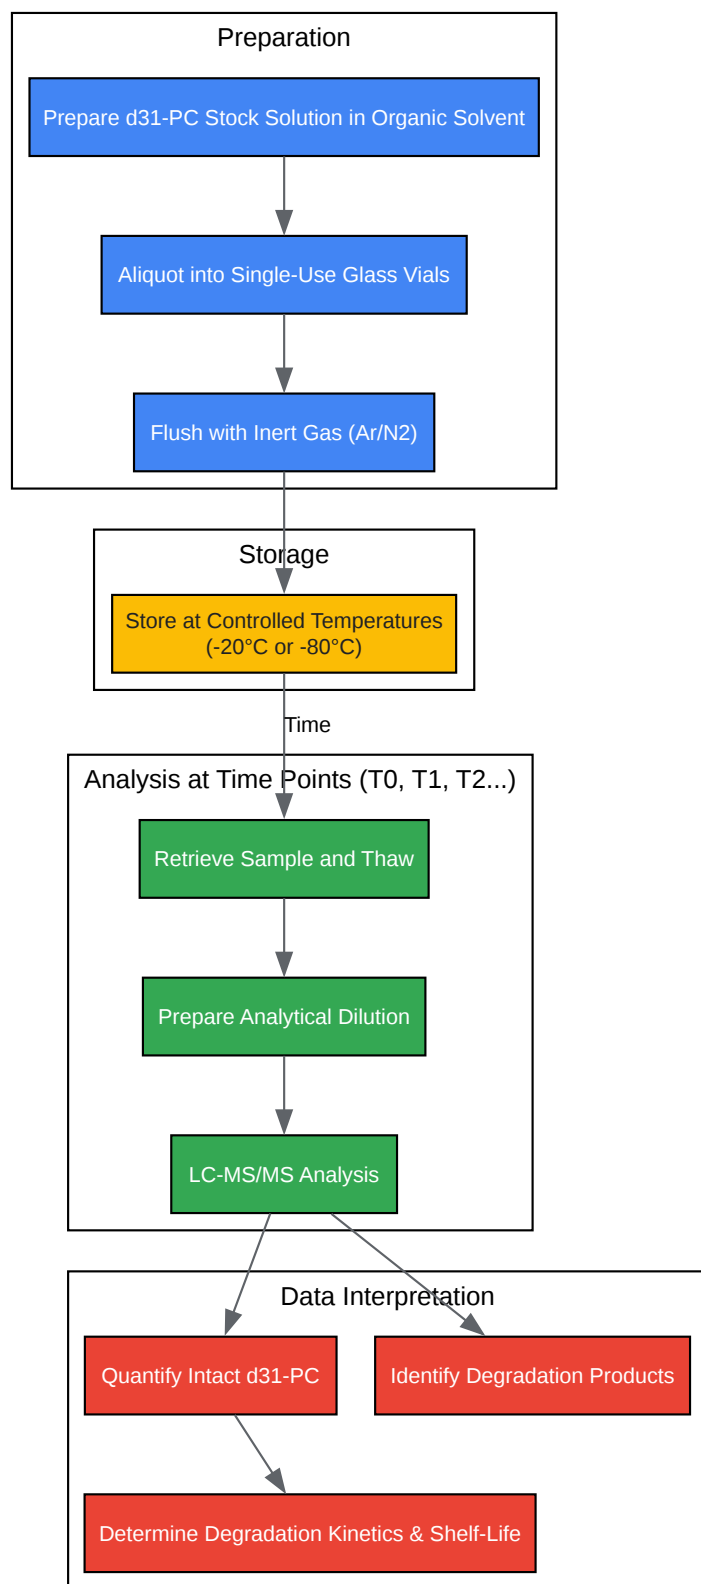 Preparation
Prepare d31-PC Stock Solution in Organic Solvent
Aliquot into Single-Use Glass Vials
Flush with Inert Gas (Ar/N2)
Storage
Store at Controlled Temperatures
(-20°C or -80°C)
Time
Analysis at Time Points (T0, T1, T2...)
Retrieve Sample and Thaw
Prepare Analytical Dilution
LC-MS/MS Analysis
Data Interpretation
Quantify Intact d31-PC
Identify Degradation Products
Determine Degradation Kinetics & Shelf-Life